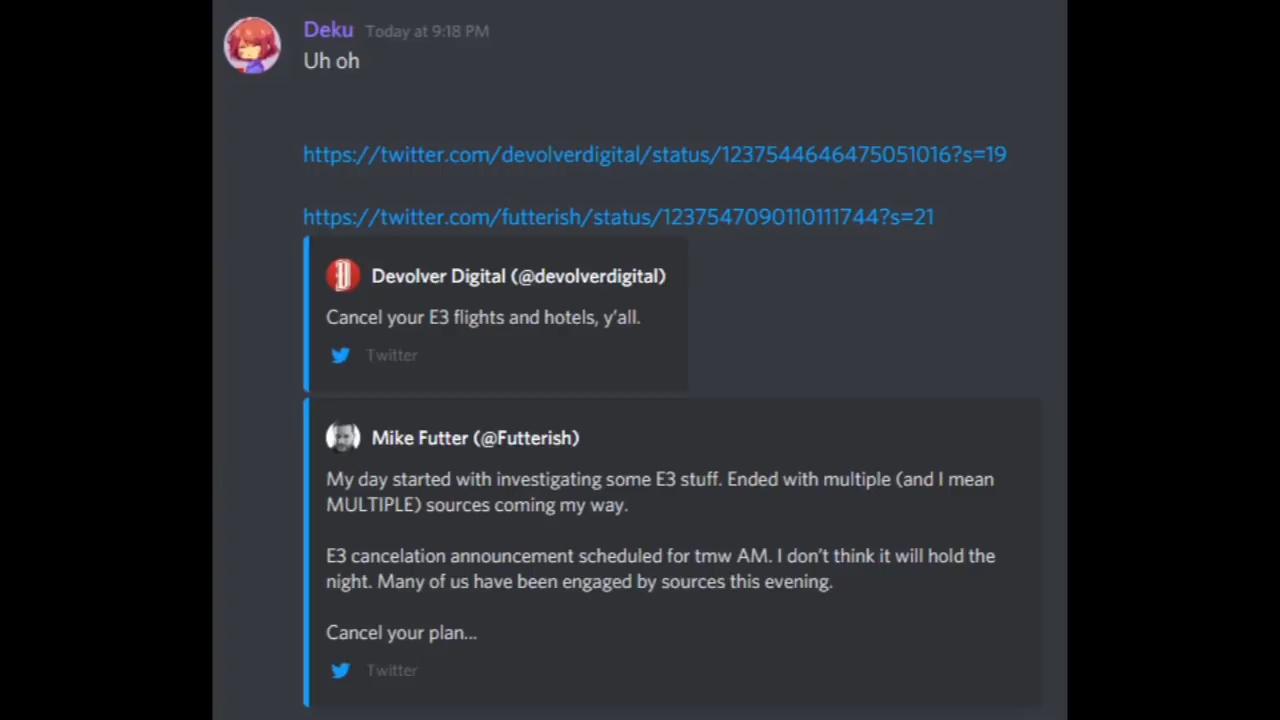 Deku Today at 9:18 PM
Uh oh
https://twitter.com/devolverdigital/status/1237544646475051016?s=19
https://twitter.com/futterish/status/1237547090110111744?s=21
Devolver Digital (@devolverdigital)
Cancel your E3 flights and hotels, y'all.
Twitter
Mike Futter (@Futterish)
My day started with investigating some E3 stuff. Ended with multiple (and I mean
MULTIPLE) sources coming my way.
E3 cancelation announcement scheduled for tmw AM. I don't think it will hold the
night. Many of us have been engaged by sources this evening.
Cancel your plan...
Twitter